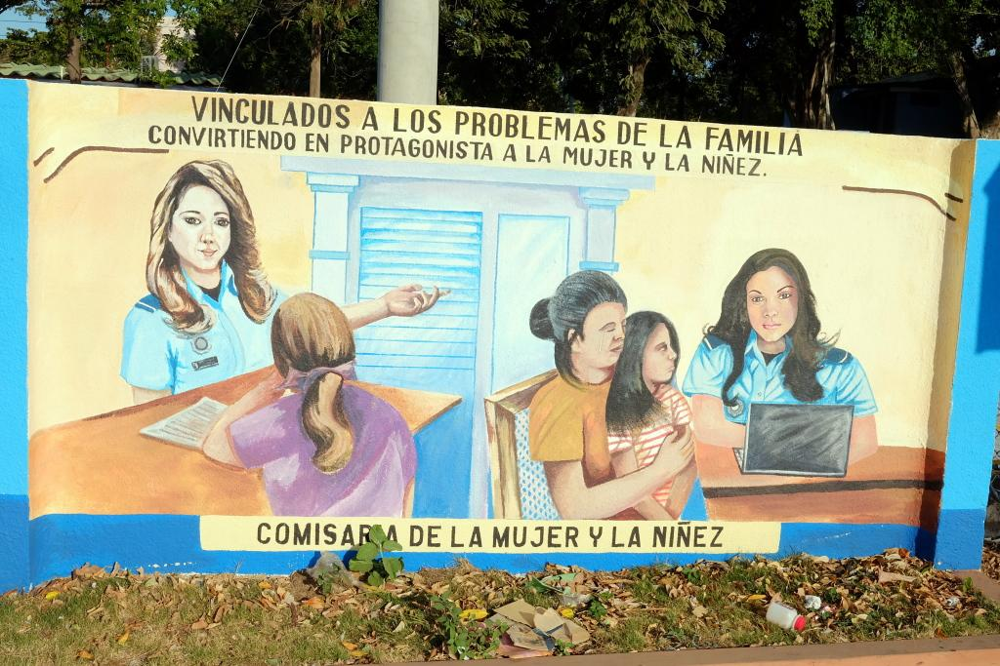 VINCULADOS A LOS PROBLEMAS DE LA FAMILIA
CONVIRTIENDO EN PROTAGONISTA A LA MUJER Y LA NIÑEZ.
COMISARIA DE LA MUJER Y LA NIÑEZ